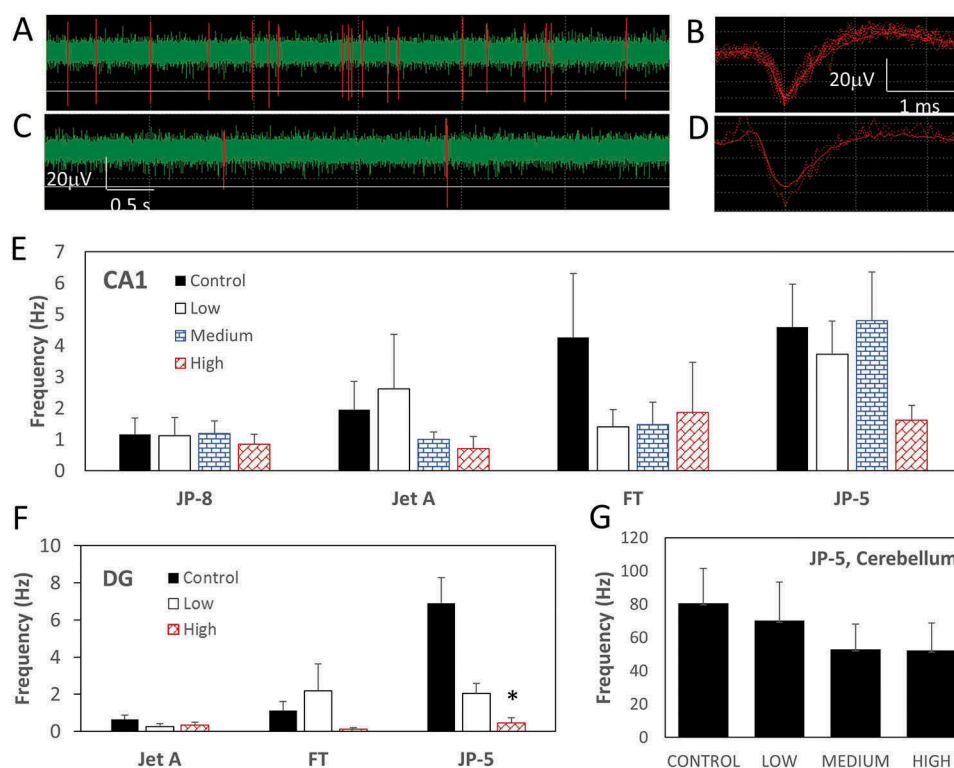 A
B
20μV
1 ms
C
20μV
0.5 s
D
E
CA1
Control
Low
Medium
High
Frequency (Hz)
7
6
5
4
3
2
1
0
JP-8 Jet A FT JP-5
F
DG
Control
Low
High
Frequency (Hz)
10
8
6
4
2
0
*
Jet A FT JP-5
G
JP-5, Cerebellum
Frequency (Hz)
120
100
80
60
40
20
0
CONTROL LOW MEDIUM HIGH